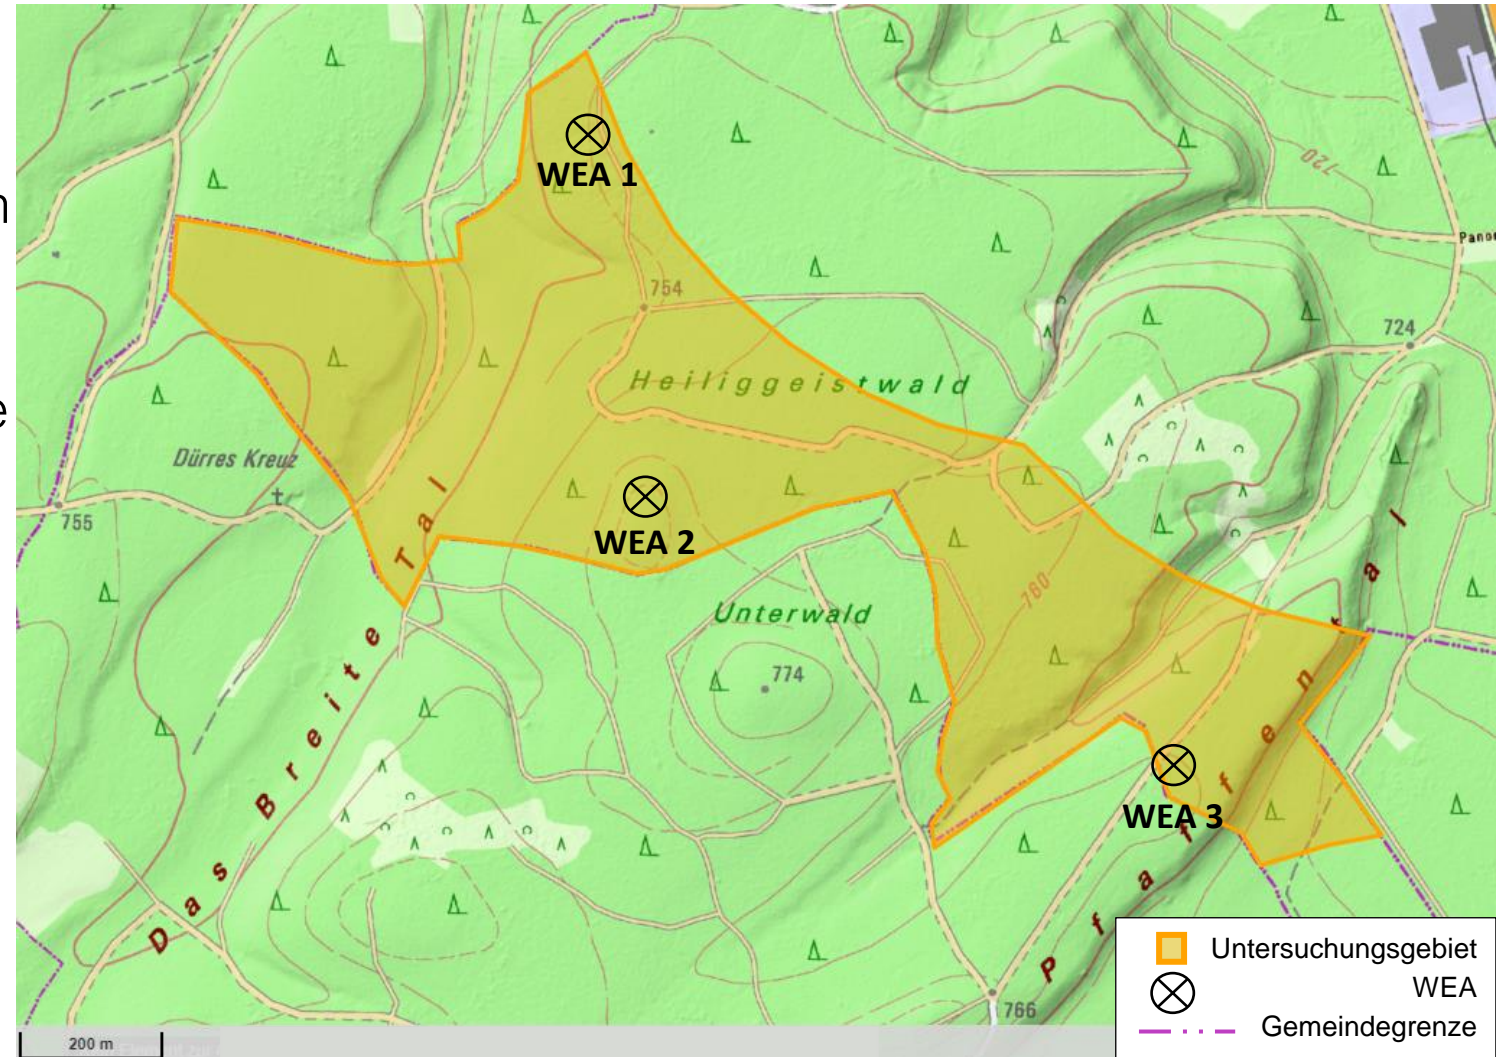 n
e
WEA 1
720
Pano
754
724
Heiliggeistwald
Dürres Kreuz
755
WEA 2
Das Breite Tal
760
Unterwald
774
WEA 3
Pfaffental
766
Untersuchungsgebiet
WEA
Gemeindegrenze
200 m